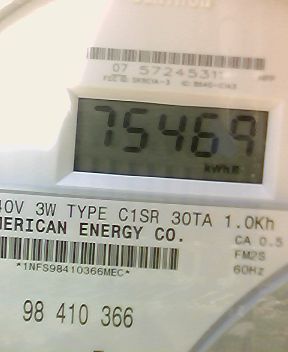 07 5724531
75469
kWh
40V 3W TYPE C1SR 30TA 1.0Kh
MERICAN ENERGY CO.
CA 0.5
FM2S
60Hz
*1NFS98410366MEC*
98 410 366